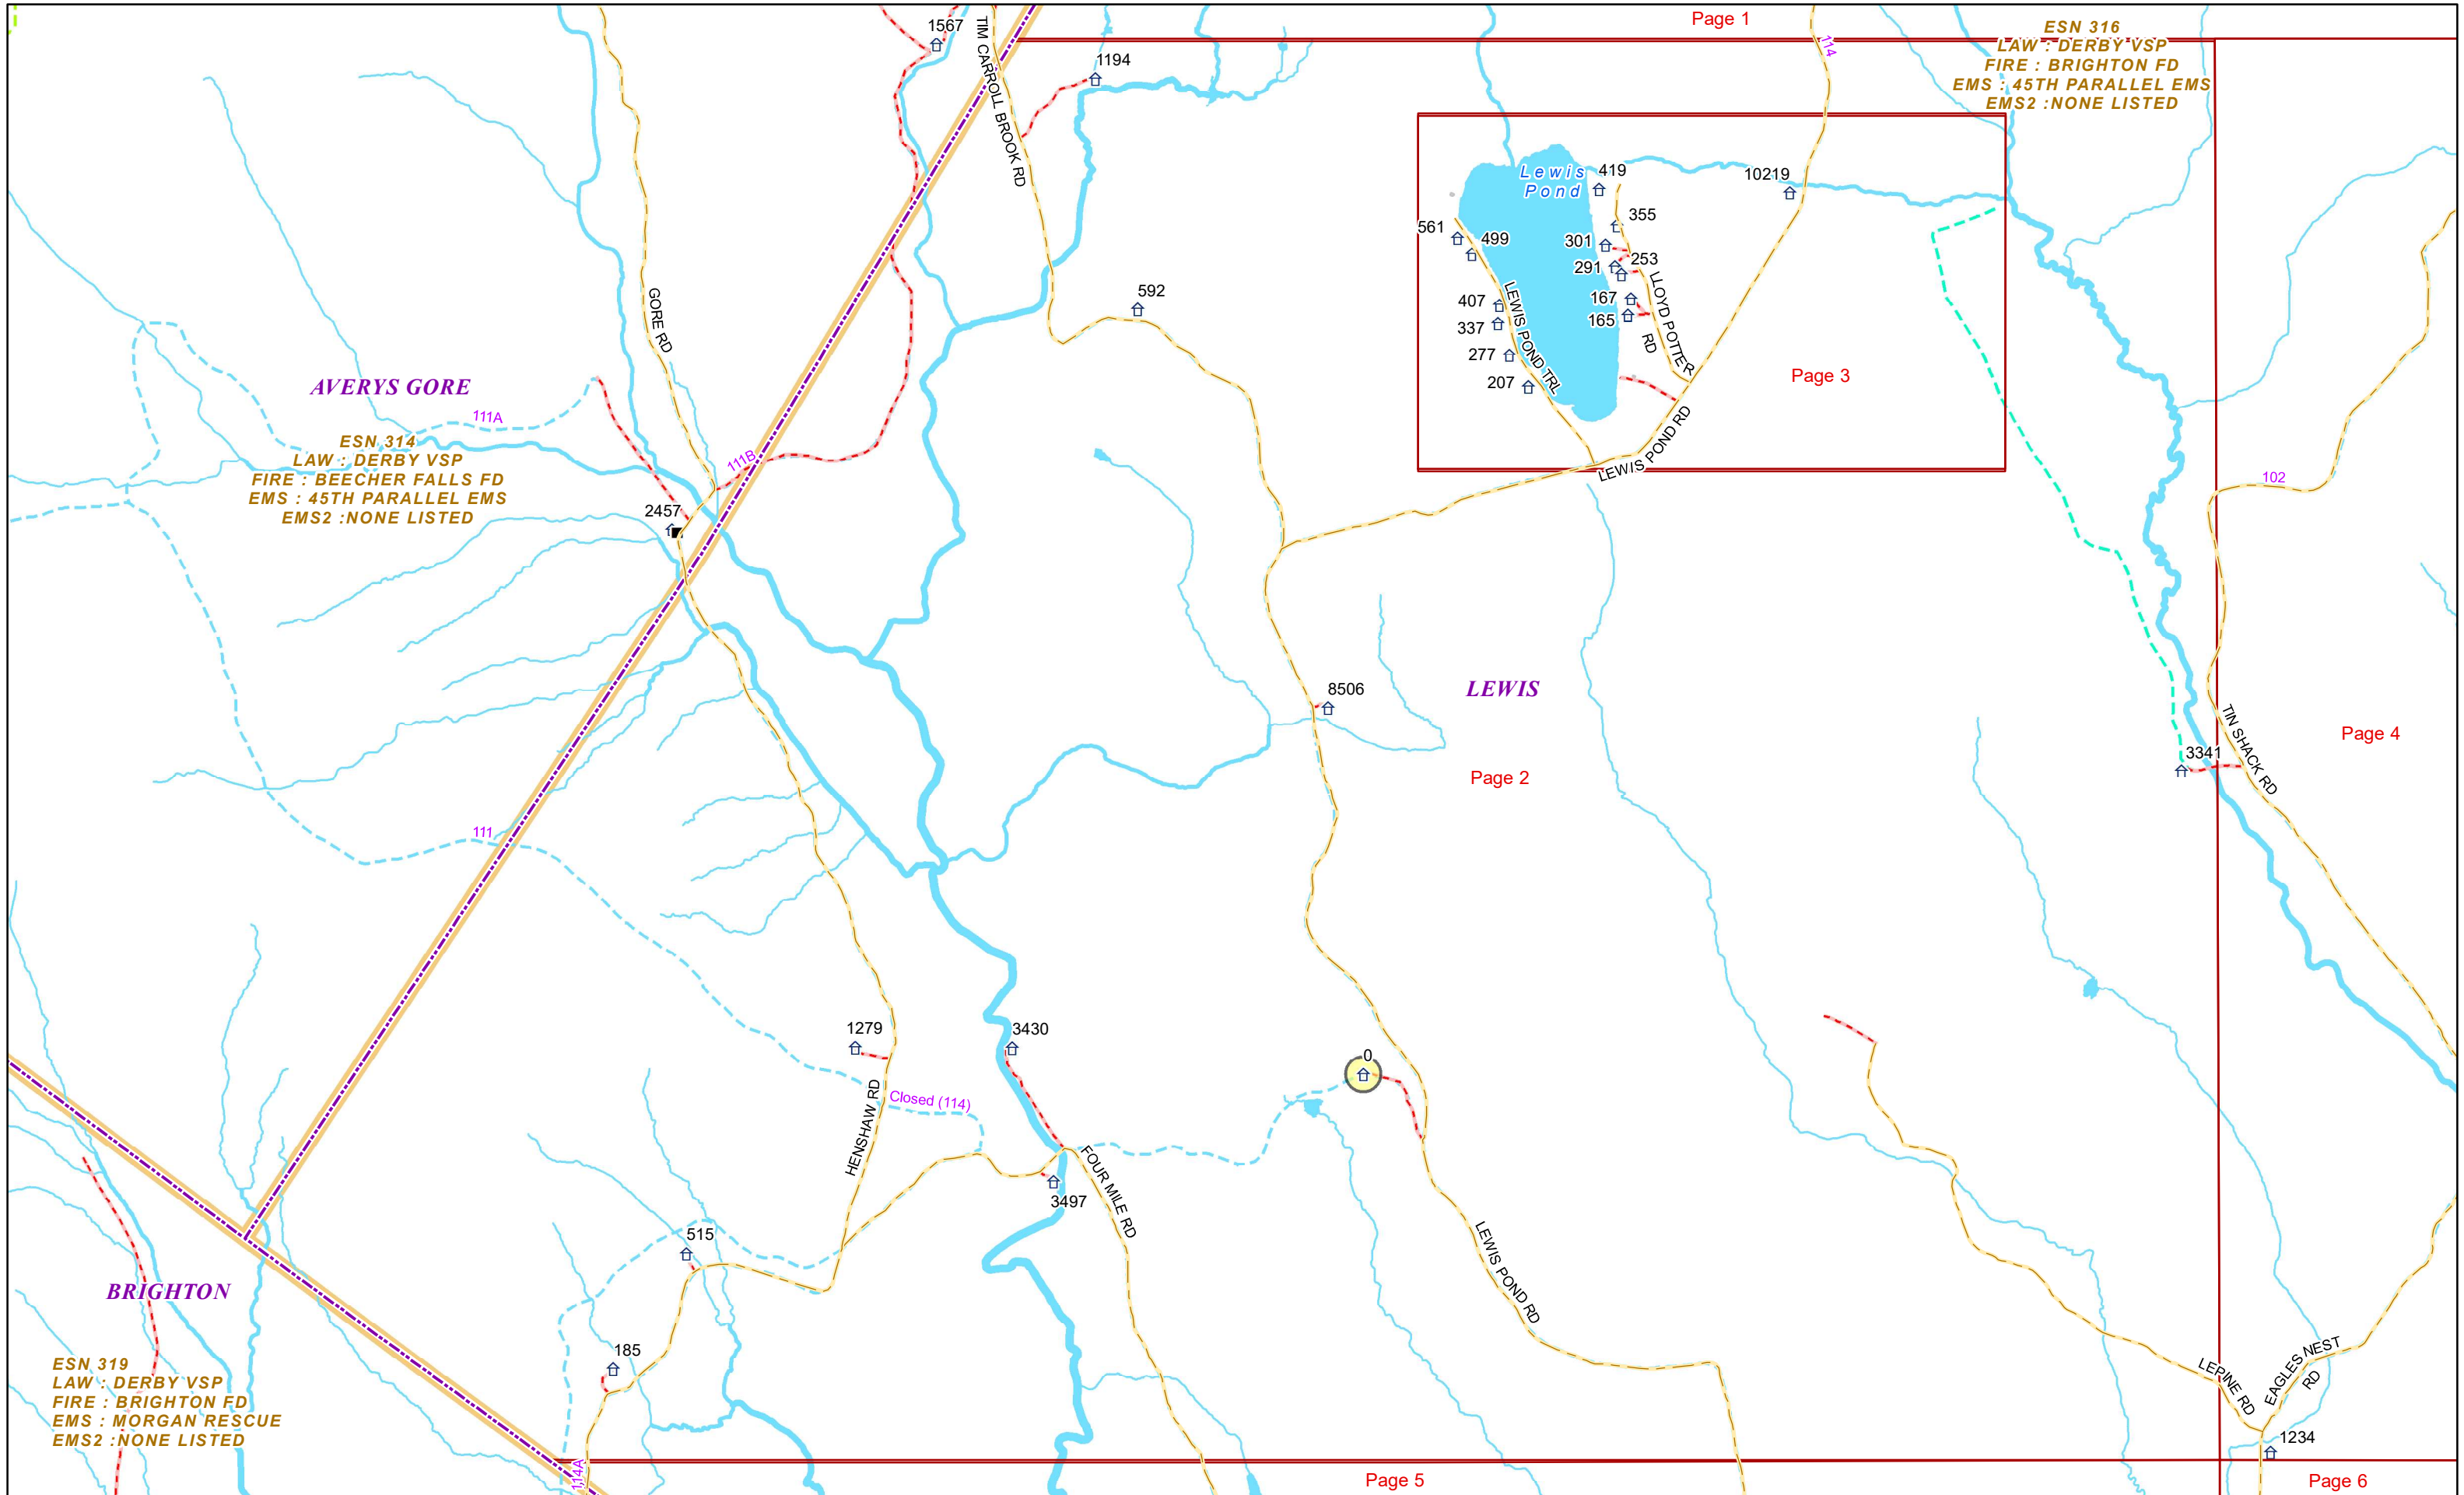 Page 1
1567
TIM CARROLL BROOK RD
1194
114
ESN 316
LAW : DERBY VSP
FIRE : BRIGHTON FD
EMS : 45TH PARALLEL EMS
EMS2 :NONE LISTED
Lewis
Pond
419
10219
355
561
499
301
253
291
LLOYD POTTER
RD
167
165
407
337
277
207
LEWIS POND TRL
LEWIS POND RD
Page 3
592
GORE RD
AVERYS GORE
111A
ESN 314
LAW : DERBY VSP
FIRE : BEECHER FALLS FD
EMS : 45TH PARALLEL EMS
EMS2 :NONE LISTED
111B
2457
102
LEWIS
8506
Page 2
TIN SHACK RD
3341
Page 4
111
1279
3430
0
HENSHAW RD
Closed (114)
FOUR MILE RD
3497
515
LEWIS POND RD
BRIGHTON
185
ESN 319
LAW : DERBY VSP
FIRE : BRIGHTON FD
EMS : MORGAN RESCUE
EMS2 :NONE LISTED
LEPINE RD
EAGLES NEST
RD
1234
114A
Page 5
Page 6